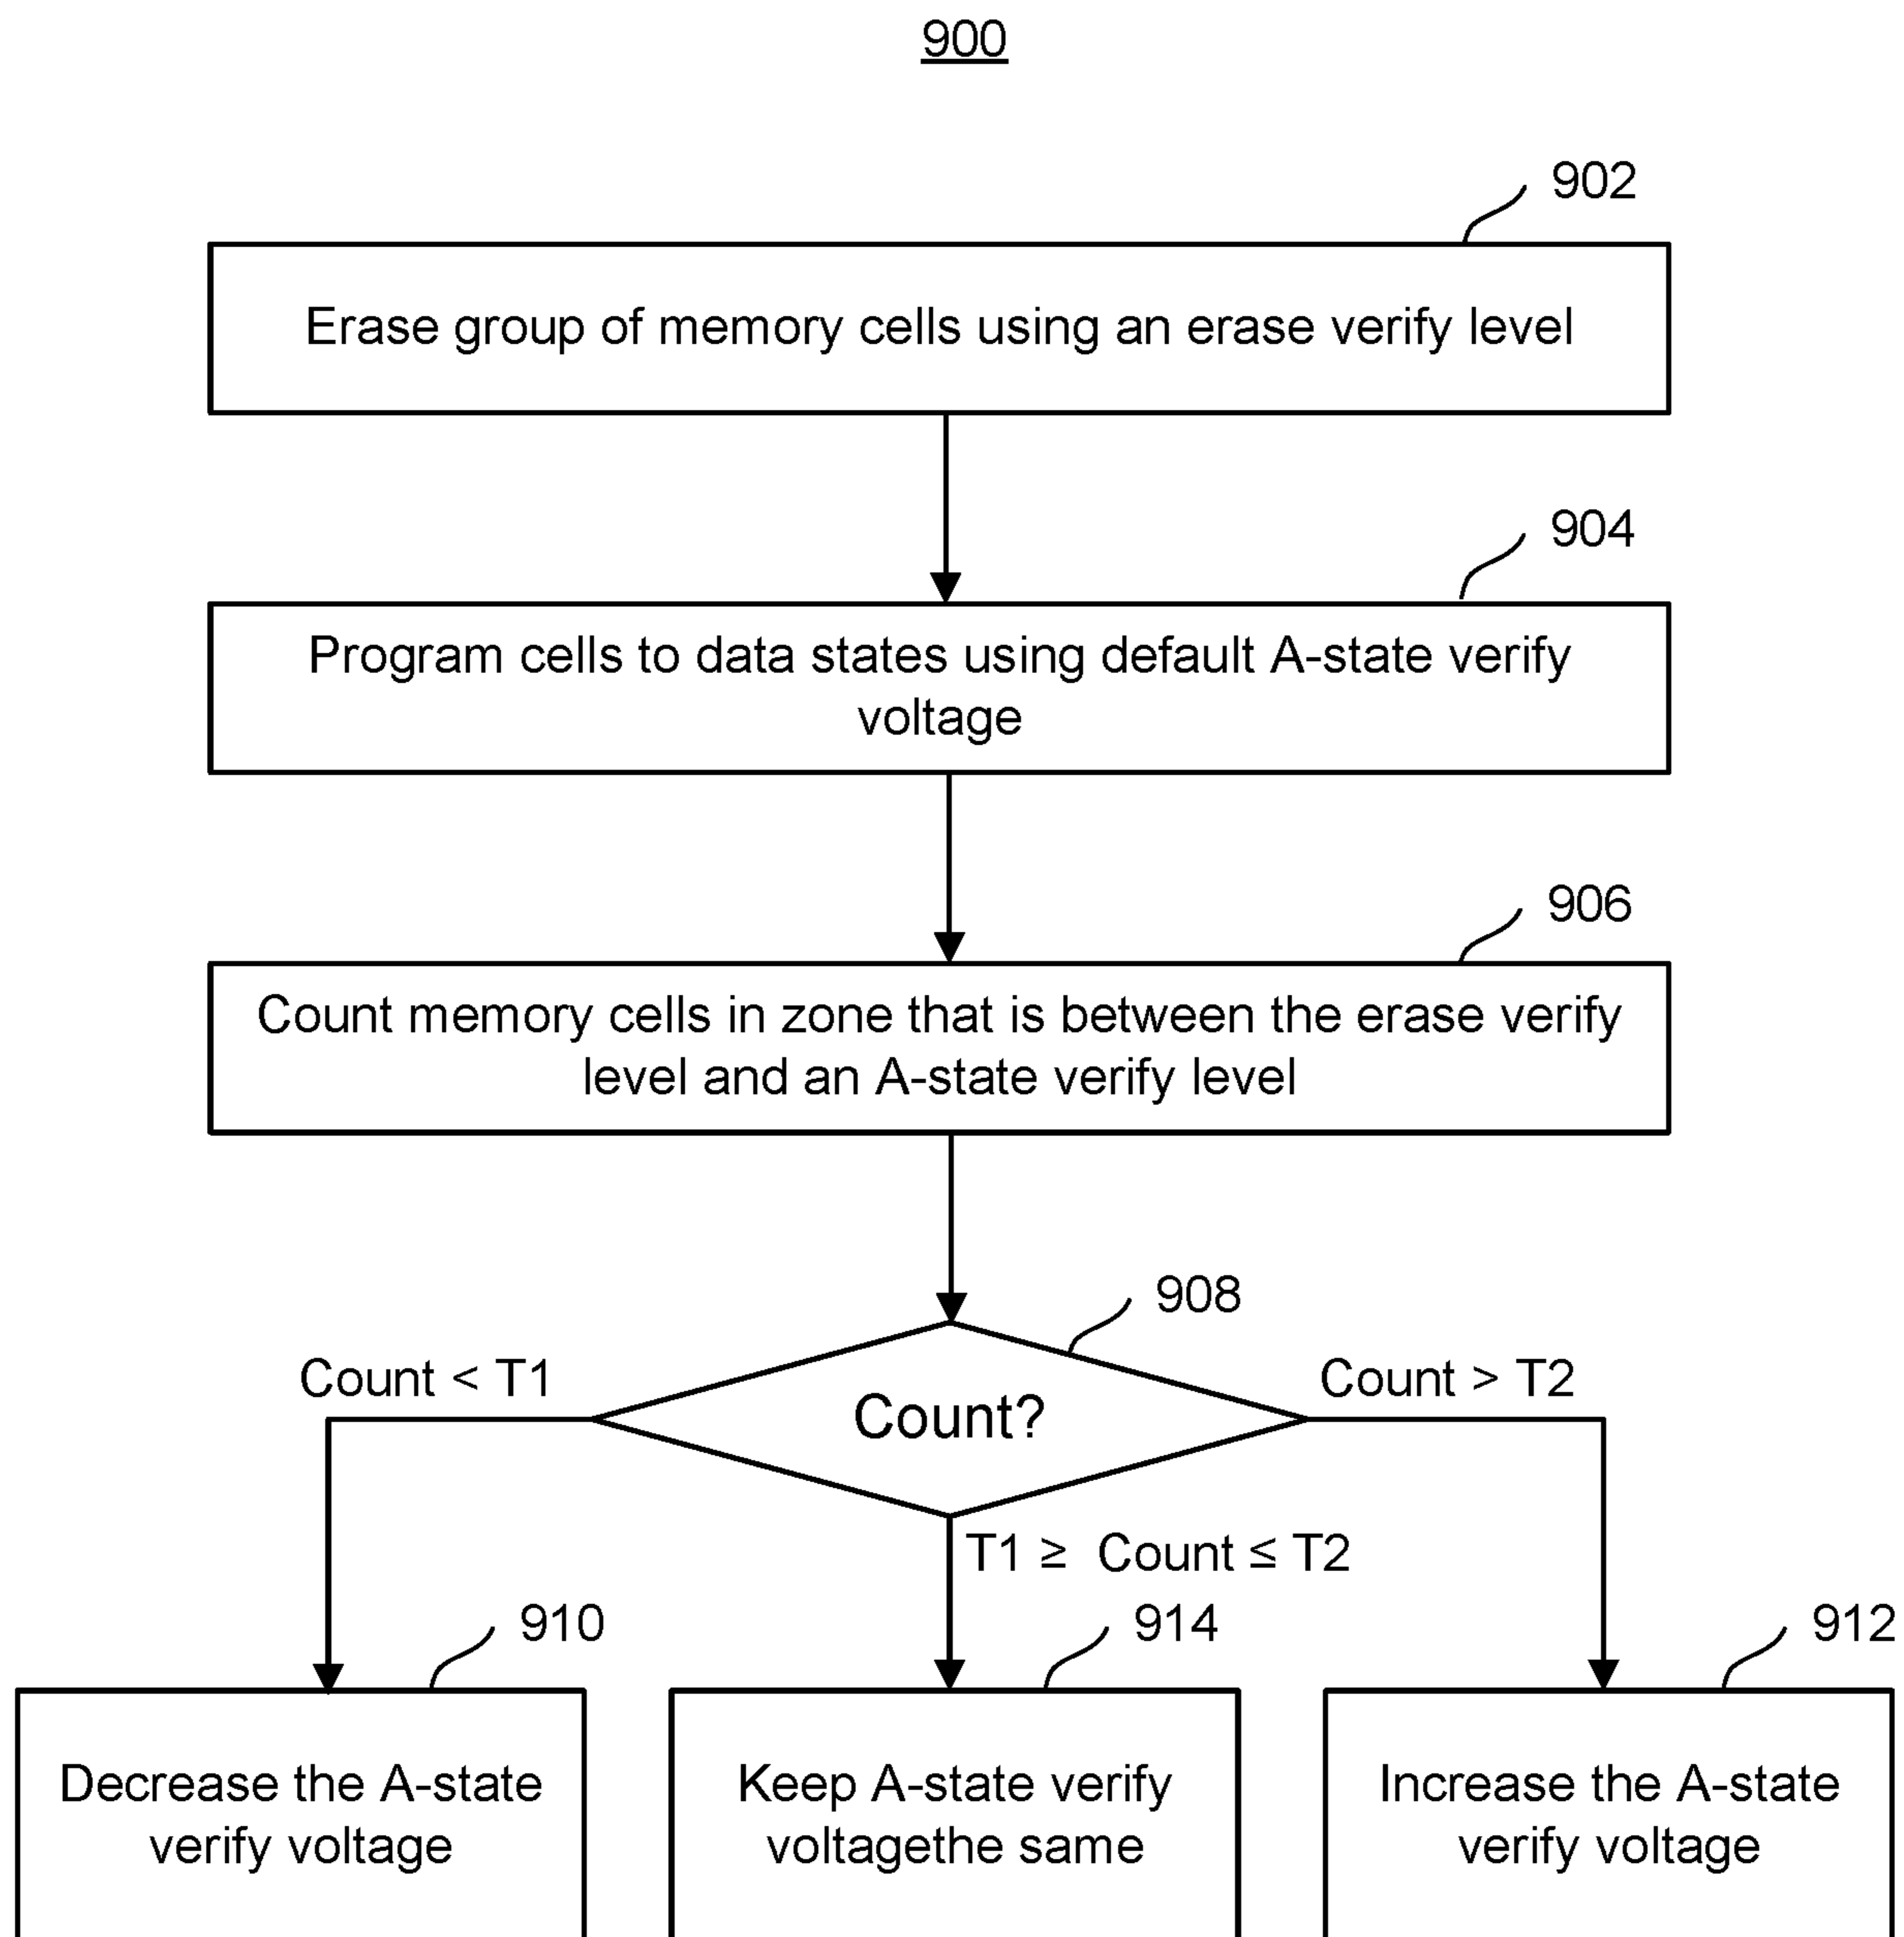 900
902
Erase group of memory cells using an erase verify level
904
Program cells to data states using default A-state verify
voltage
906
Count memory cells in zone that is between the erase verify
level and an A-state verify level
908
Count < T1
Count?
Count > T2
T1 ≥ Count ≤ T2
910
914
912
Decrease the A-state
verify voltage
Keep A-state verify
voltagethe same
Increase the A-state
verify voltage